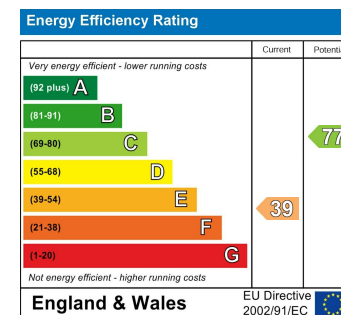 Energy Efficiency Rating
Current Potenti
Very energy efficient - lower running costs
(92 plus) A
(81-91) B
(69-80) C
77
(55-68) D
(39-54) E
39
(21-38) F
(1-20) G
Not energy efficient - higher running costs
England & Wales
EU Directive
2002/91/EC